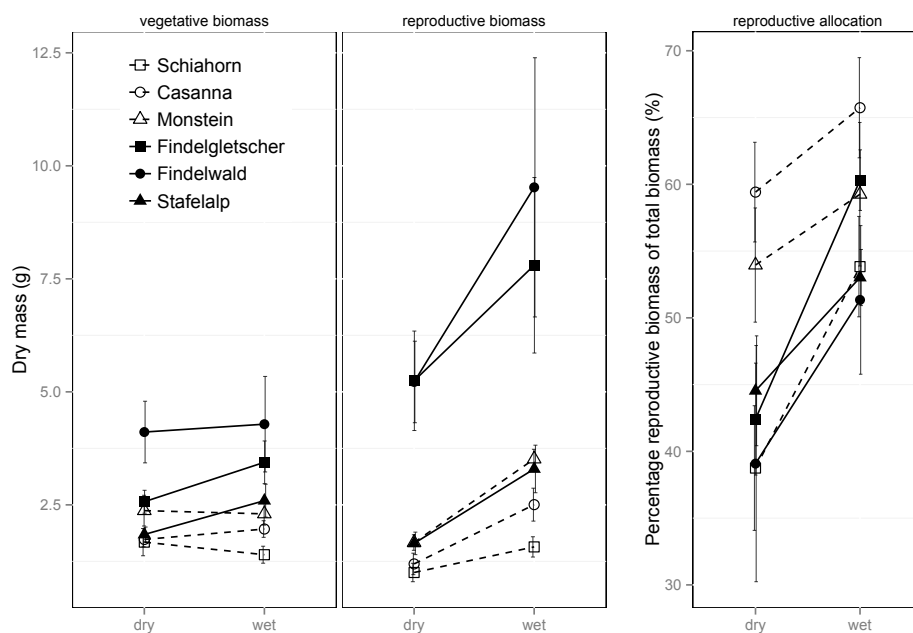 vegetative biomass
reproductive biomass
reproductive allocation
Dry mass (g)
12.5
10.0
7.5
5.0
2.5
Schiahorn
Casanna
Monstein
Findelgletscher
Findelwald
Stafelalp
dry
wet
dry
wet
Percentage reproductive biomass of total biomass (%)
70
60
50
40
30
dry
wet